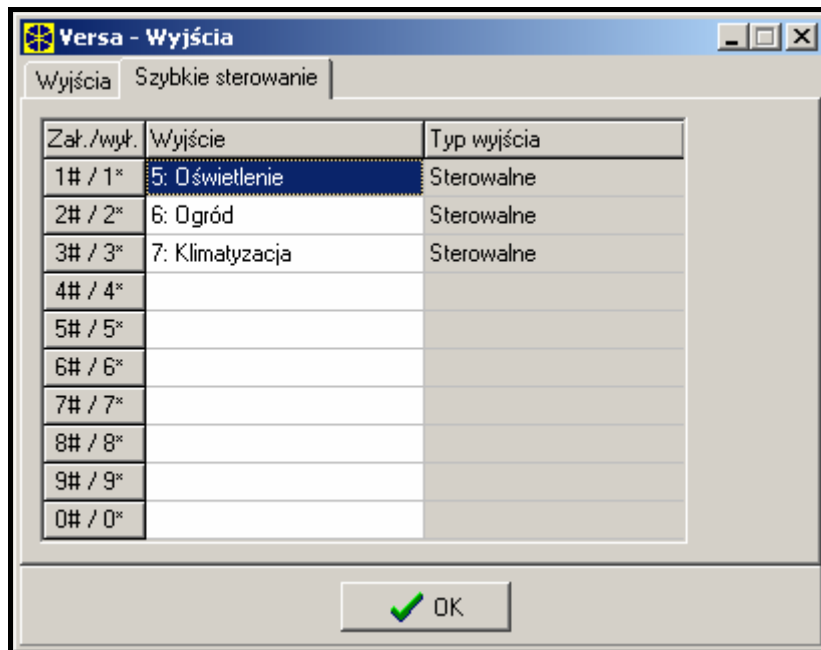 Versa - Wyjścia
Wyjścia Szybkie sterowanie
Zał./wył. Wyjście Typ wyjścia
1# / 1* 5: Oświetlenie Sterowalne
2# / 2* 6: Ogród Sterowalne
3# / 3* 7: Klimatyzacja Sterowalne
4# / 4*
5# / 5*
6# / 6*
7# / 7*
8# / 8*
9# / 9*
0# / 0*
OK